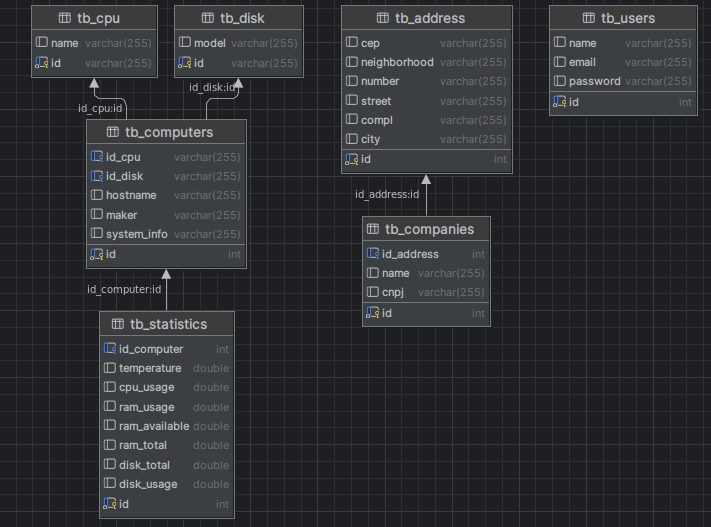 tb_cpu
name varchar(255)
id varchar(255)
tb_disk
model varchar(255)
id varchar(255)
tb_address
cep varchar(255)
neighborhood varchar(255)
number varchar(255)
street varchar(255)
compl varchar(255)
city varchar(255)
id int
tb_users
name varchar(255)
email varchar(255)
password varchar(255)
id int
id_cpu:id
id_disk:id
tb_computers
id_cpu varchar(255)
id_disk varchar(255)
hostname varchar(255)
maker varchar(255)
system_info varchar(255)
id int
id_address:id
tb_companies
id_address int
name varchar(255)
cnpj varchar(255)
id int
id_computer:id
tb_statistics
id_computer int
temperature double
cpu_usage double
ram_usage double
ram_available double
ram_total double
disk_total double
disk_usage double
id int